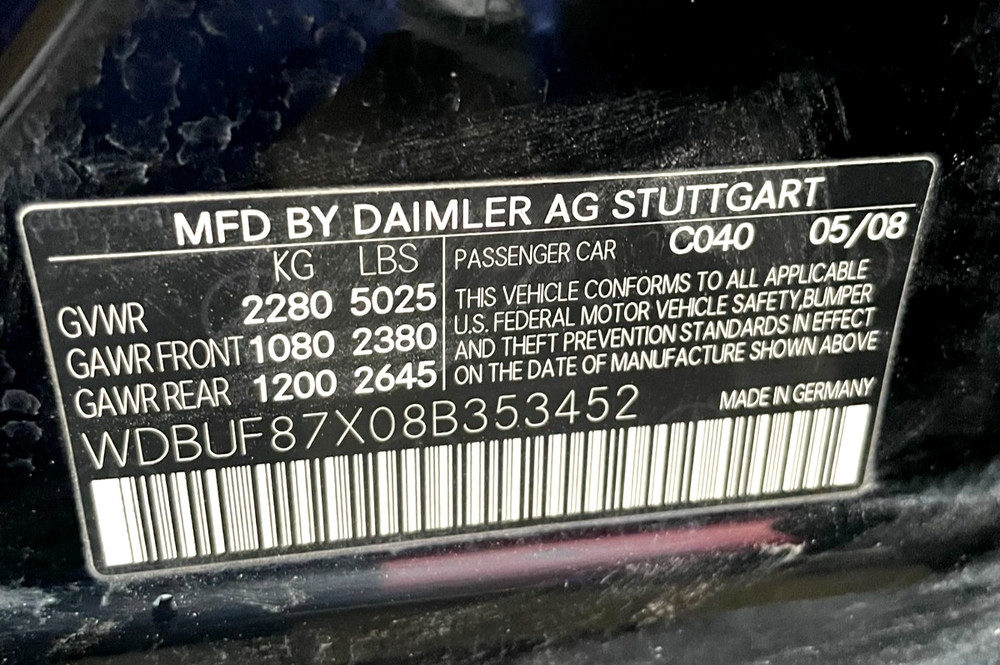 MFD BY DAIMLER AG STUTTGART
KG LBS
GVWR 2280 5025
GAWR FRONT 1080 2380
GAWR REAR 1200 2645
PASSENGER CAR C040 05/08
THIS VEHICLE CONFORMS TO ALL APPLICABLE
U.S. FEDERAL MOTOR VEHICLE SAFETY,BUMPER
AND THEFT PREVENTION STANDARDS IN EFFECT
ON THE DATE OF MANUFACTURE SHOWN ABOVE
WDBUF87X08B353452
MADE IN GERMANY